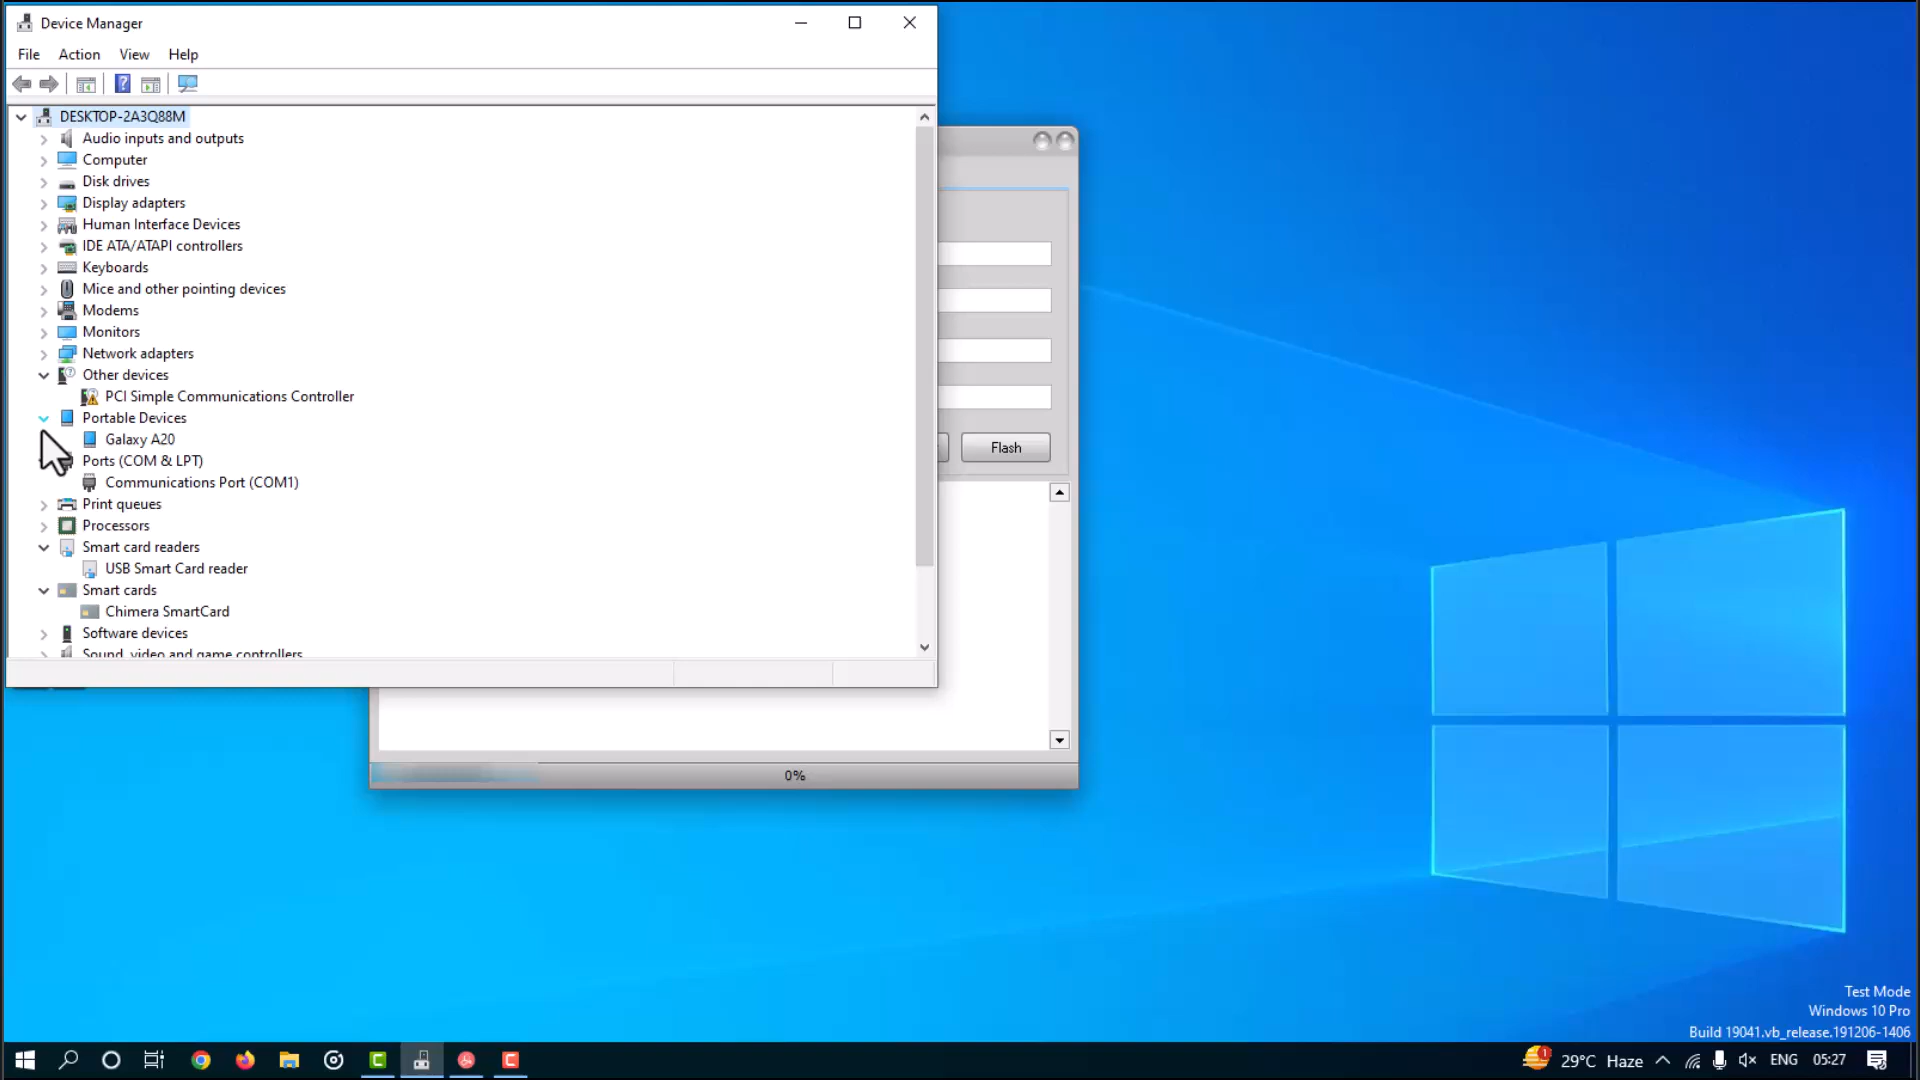 Device Manager
File Action View Help
DESKTOP-2A3Q88M
Audio inputs and outputs
Computer
Disk drives
Display adapters
Human Interface Devices
IDE ATA/ATAPI controllers
Keyboards
Mice and other pointing devices
Modems
Monitors
Network adapters
Other devices
PCI Simple Communications Controller
Portable Devices
Galaxy A20
Ports (COM & LPT)
Communications Port (COM1)
Print queues
Processors
Smart card readers
USB Smart Card reader
Smart cards
Chimera SmartCard
Software devices
Sound, video and game controllers
Flash
0%
Test Mode
Windows 10 Pro
Build 19041.vb_release.191206-1406
1
29°C Haze
ENG
05:27